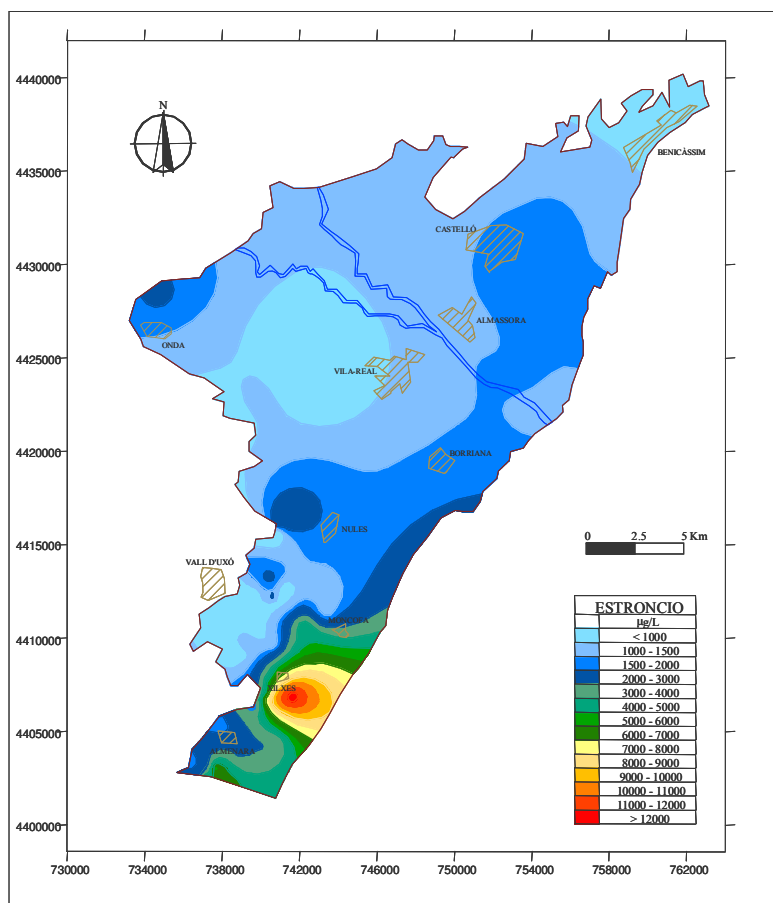 4440000
4435000
4430000
4425000
4420000
4415000
4410000
4405000
4400000
730000 734000 738000 742000 746000 750000 754000 758000 762000
N
BENICÀSSIM
CASTELLÓ
ALMASSORA
ONDA
VILA-REAL
BORRIANA
NULES
VALL D'UXÓ
MONCOFA
XILXES
ALMENARA
0 2.5 5 Km
ESTRONCIO
µg/L
< 1000
1000 - 1500
1500 - 2000
2000 - 3000
3000 - 4000
4000 - 5000
5000 - 6000
6000 - 7000
7000 - 8000
8000 - 9000
9000 - 10000
10000 - 11000
11000 - 12000
> 12000